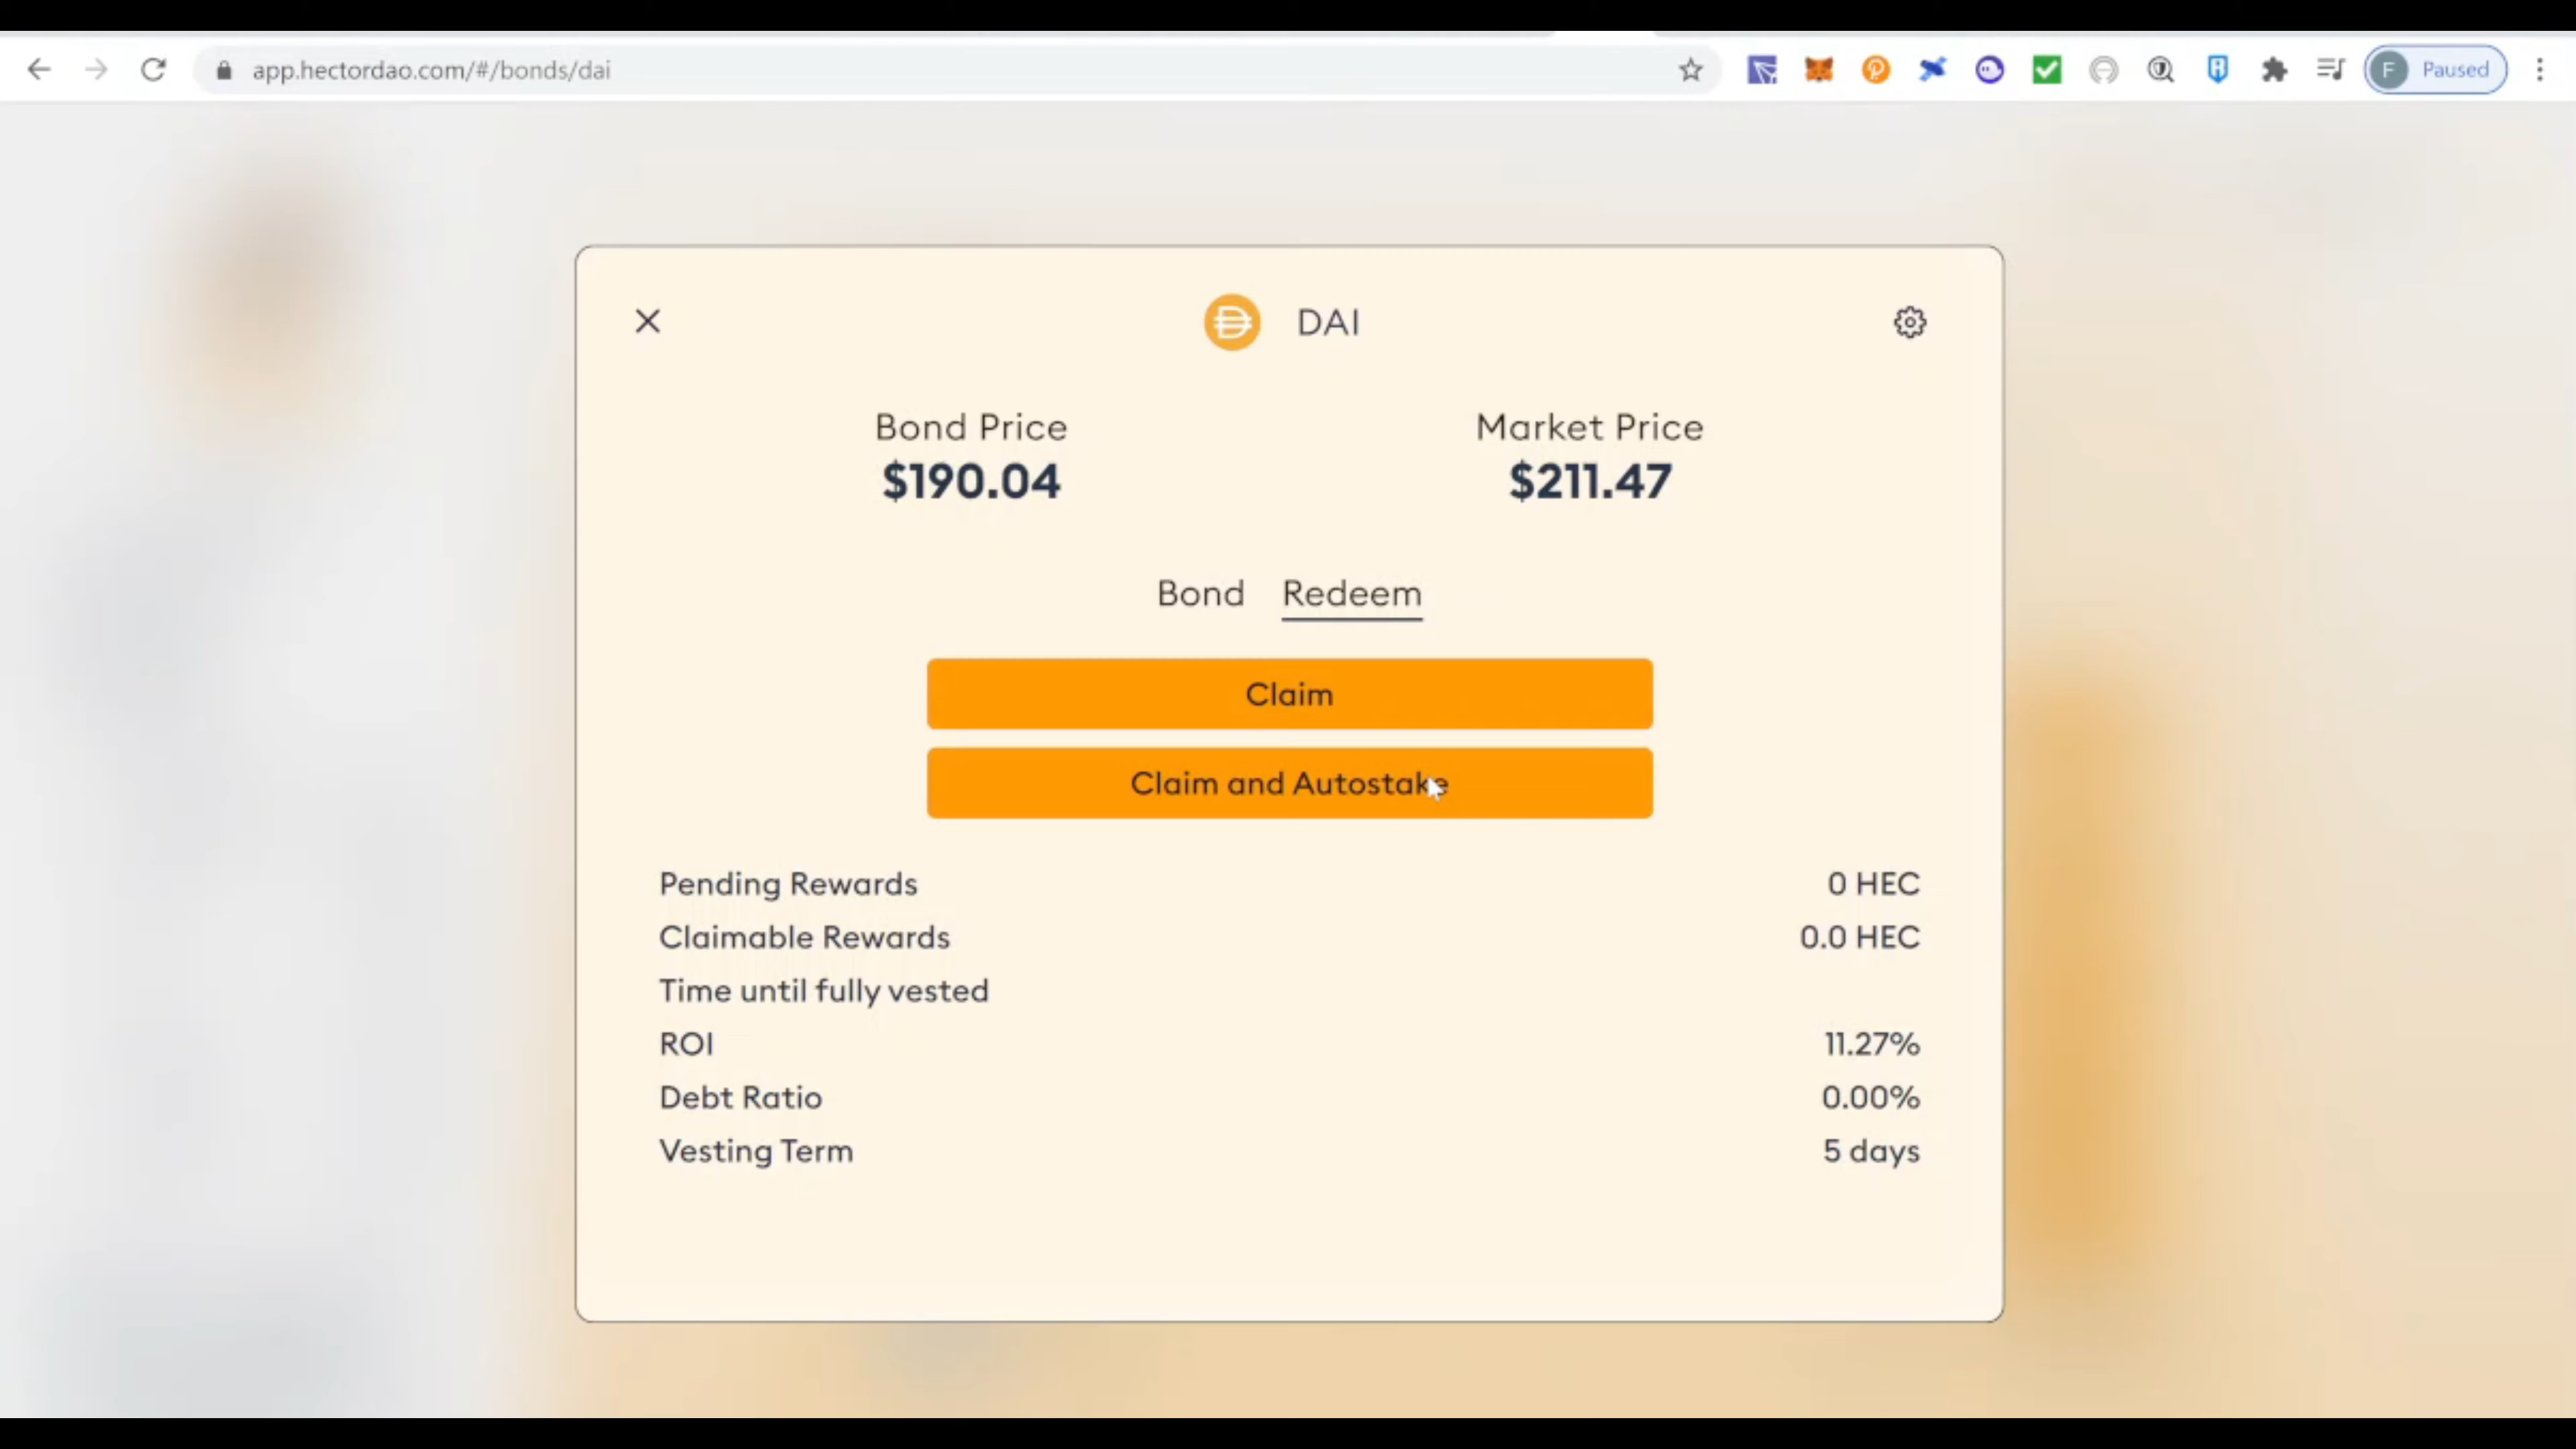 app.hectordao.com/#/bonds/dai
F Paused
DAI
Bond Price
$190.04
Market Price
$211.47
Bond Redeem
Claim
Claim and Autostake
Pending Rewards 0 HEC
Claimable Rewards 0.0 HEC
Time until fully vested
ROI 11.27%
Debt Ratio 0.00%
Vesting Term 5 days